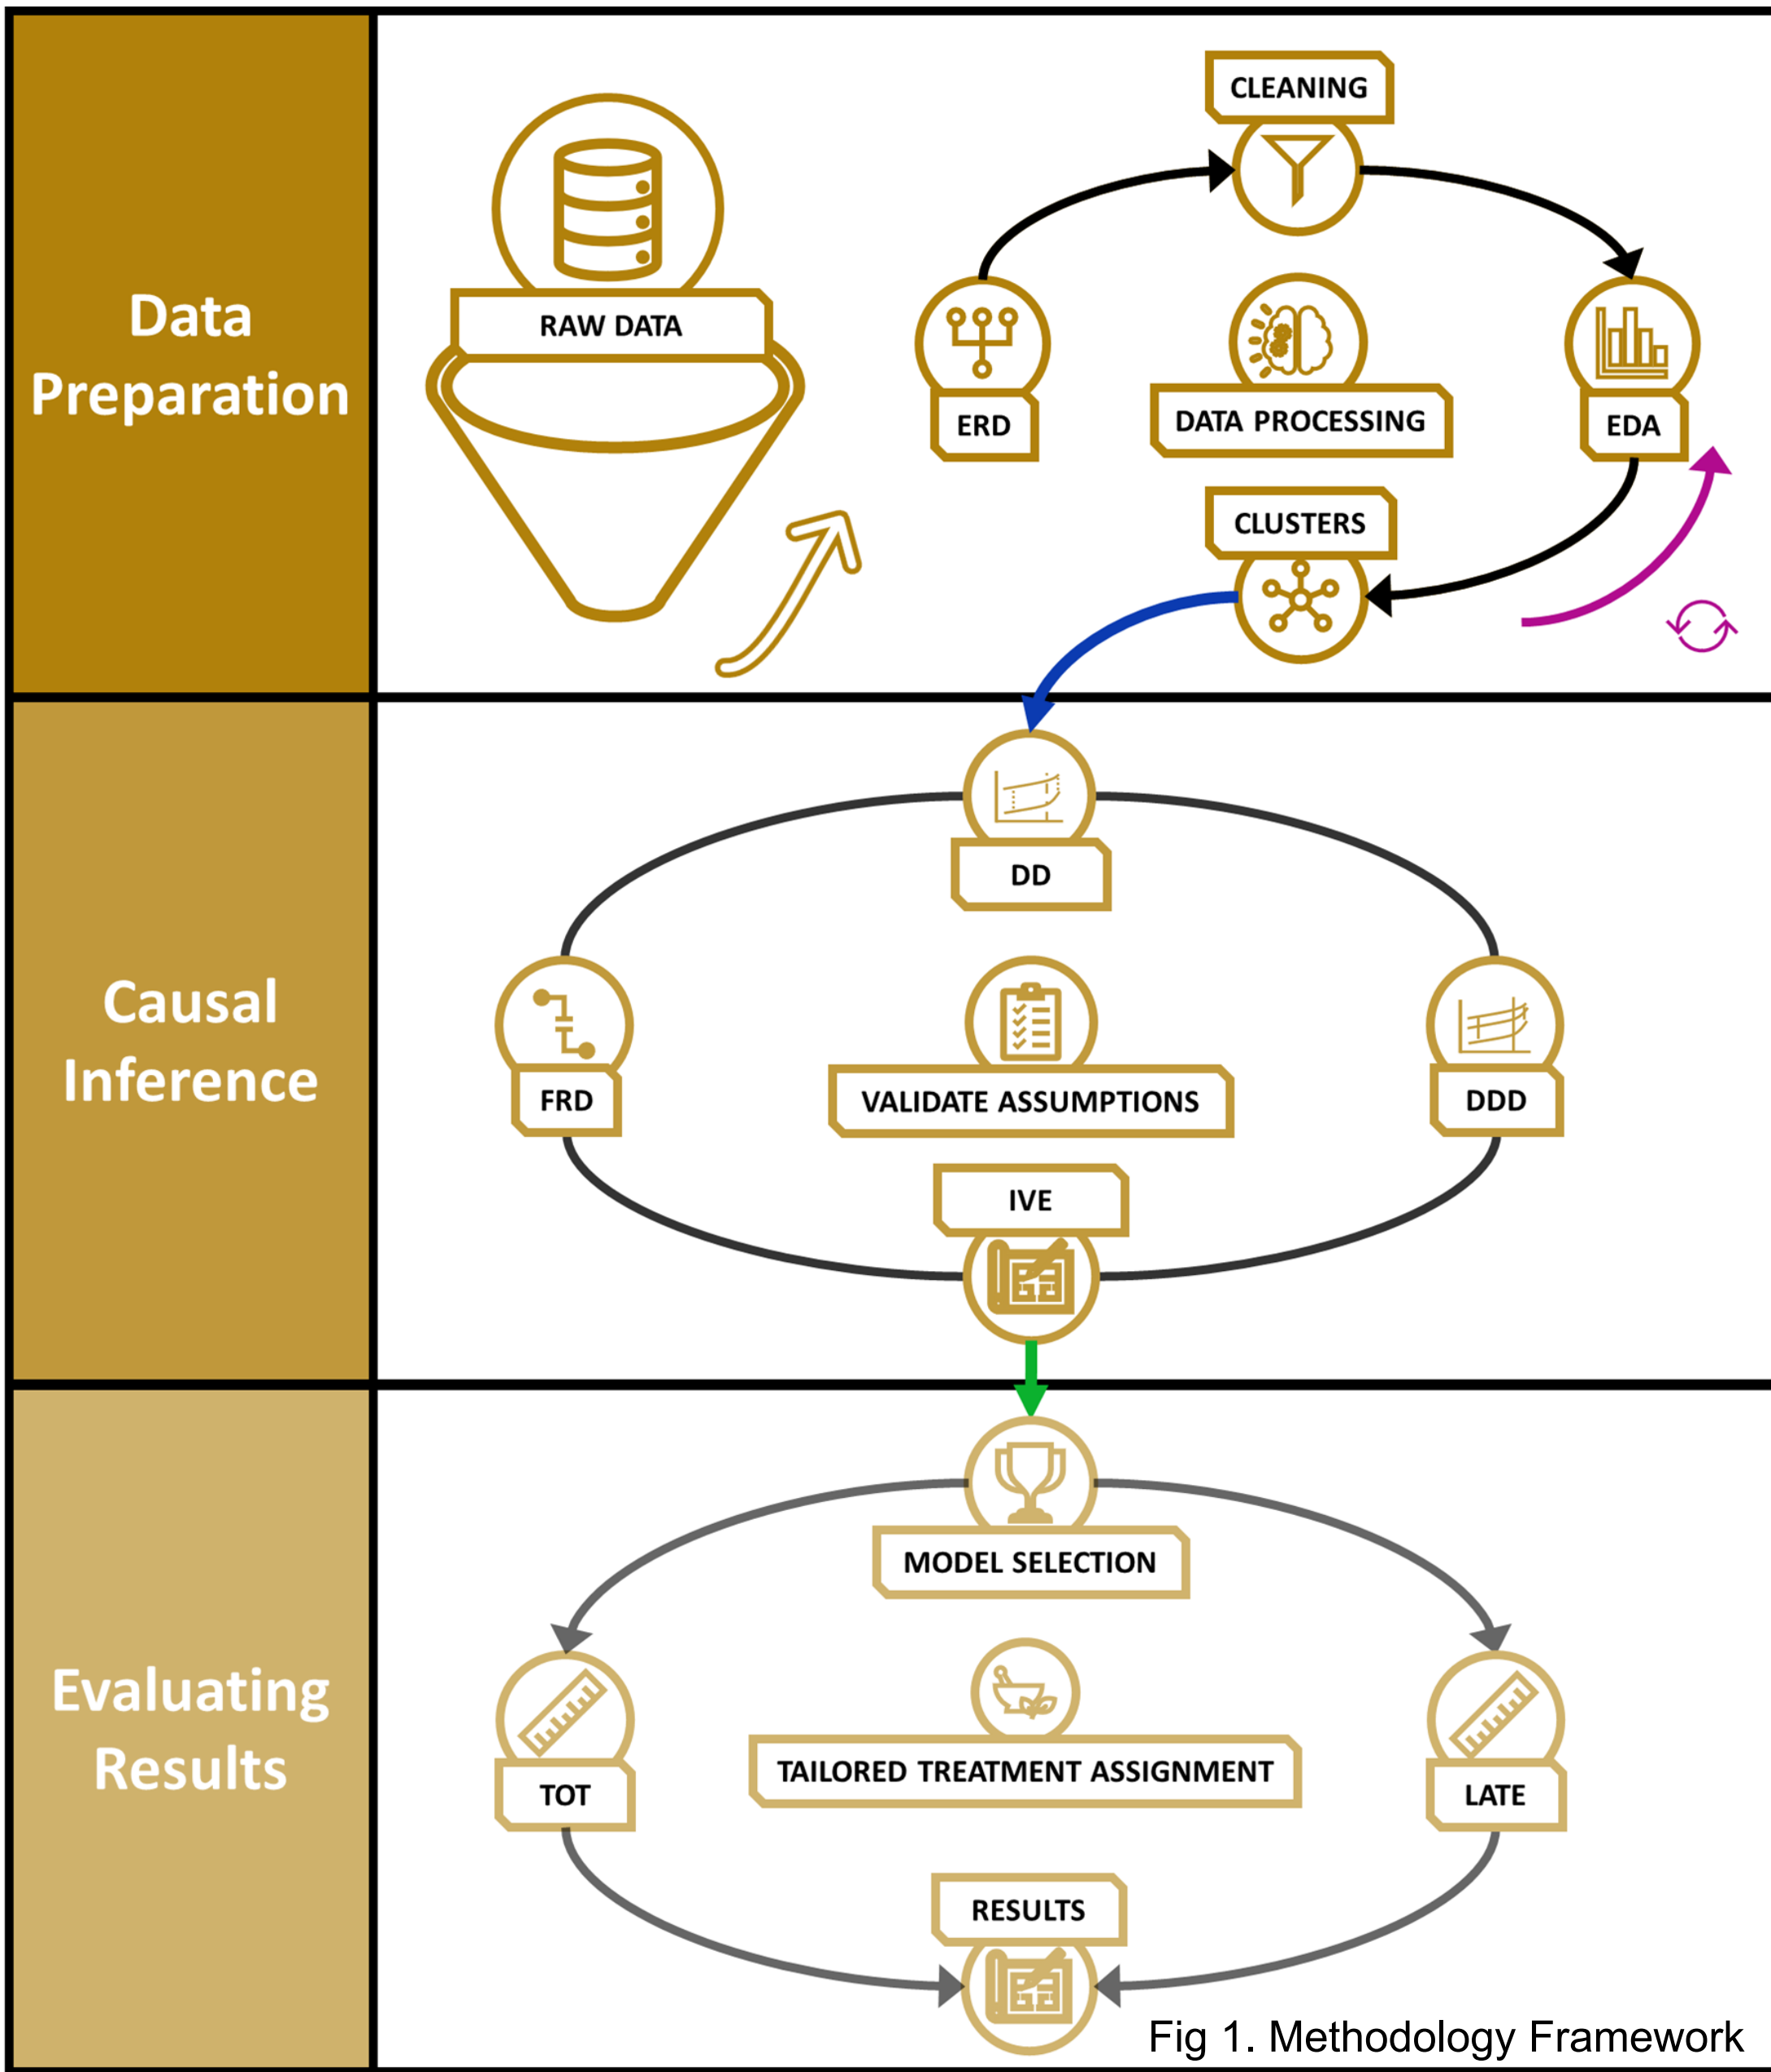 Data
Preparation
RAW DATA
CLEANING
ERD
DATA PROCESSING
EDA
CLUSTERS
Causal
Inference
DD
FRD
VALIDATE ASSUMPTIONS
DDD
IVE
Evaluating
Results
MODEL SELECTION
TOT
TAILORED TREATMENT ASSIGNMENT
LATE
RESULTS
Fig 1. Methodology Framework